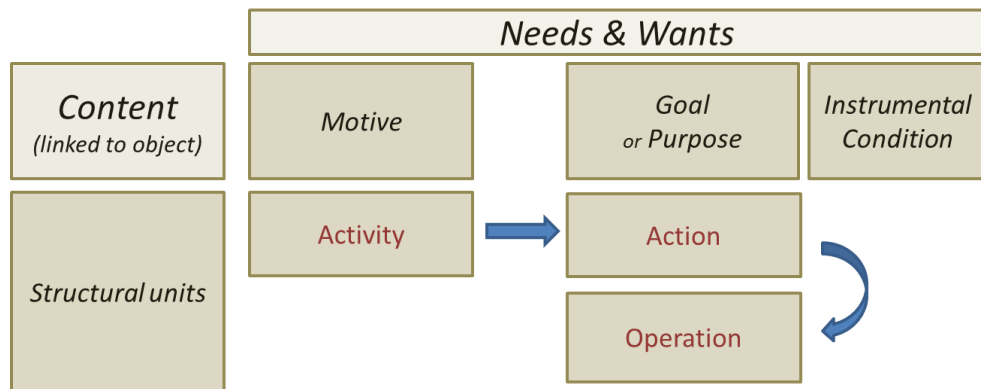 Needs & Wants
Content
(linked to object)
Motive
Goal
or Purpose
Instrumental
Condition
Structural units
Activity
Action
Operation